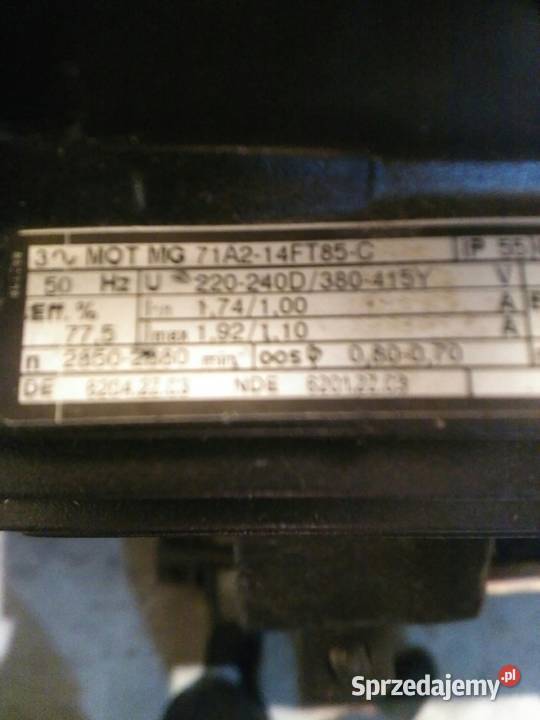 3∿ MOT MG 71A2-14FT85-C IP 55
50 Hz U 220-240D/380-415Y V
Eff. % 1,74/1,00 A
77,5 Imax 1,92/1,10 A
n 2850-2880 min⁻¹ cos φ 0,80-0,70
DE 6204.2Z.C3 NDE 6201.2Z.C3
Sprzedajemy.pl